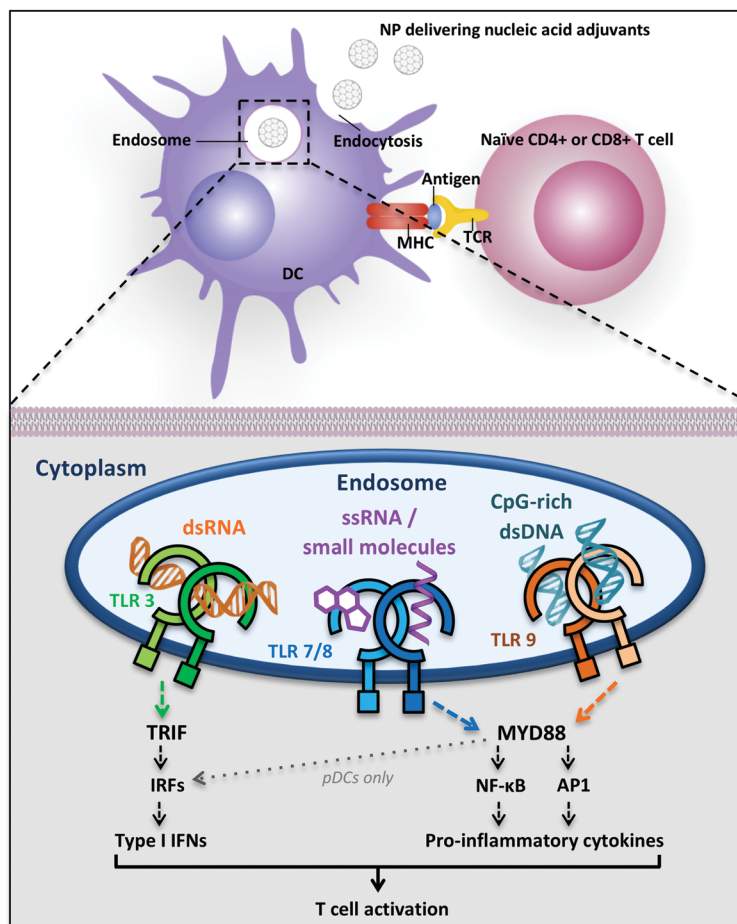 NP delivering nucleic acid adjuvants
Endosome
Endocytosis
Naïve CD4+ or CD8+ T cell
Antigen
MHC
TCR
DC
Cytoplasm
Endosome
dsRNA
ssRNA /
small molecules
CpG-rich
dsDNA
TLR 3
TLR 7/8
TLR 9
TRIF
MYD88
pDCs only
IRFs
NF-κB
AP1
Type I IFNs
Pro-inflammatory cytokines
T cell activation